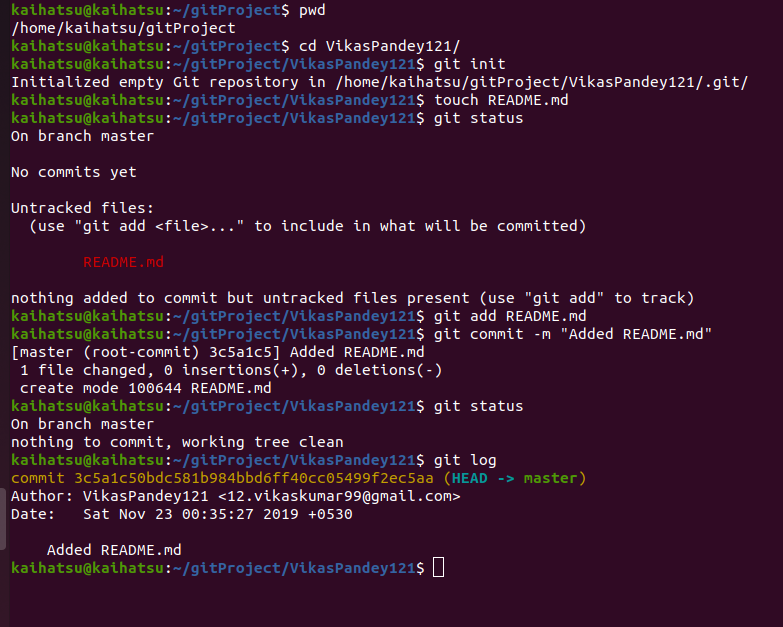 kaihatsu@kaihatsu:~/gitProject$ pwd
/home/kaihatsu/gitProject
kaihatsu@kaihatsu:~/gitProject$ cd VikasPandey121/
kaihatsu@kaihatsu:~/gitProject/VikasPandey121$ git init
Initialized empty Git repository in /home/kaihatsu/gitProject/VikasPandey121/.git/
kaihatsu@kaihatsu:~/gitProject/VikasPandey121$ touch README.md
kaihatsu@kaihatsu:~/gitProject/VikasPandey121$ git status
On branch master

No commits yet

Untracked files:
  (use "git add <file>..." to include in what will be committed)

        README.md

nothing added to commit but untracked files present (use "git add" to track)
kaihatsu@kaihatsu:~/gitProject/VikasPandey121$ git add README.md
kaihatsu@kaihatsu:~/gitProject/VikasPandey121$ git commit -m "Added README.md"
[master (root-commit) 3c5a1c5] Added README.md
 1 file changed, 0 insertions(+), 0 deletions(-)
 create mode 100644 README.md
kaihatsu@kaihatsu:~/gitProject/VikasPandey121$ git status
On branch master
nothing to commit, working tree clean
kaihatsu@kaihatsu:~/gitProject/VikasPandey121$ git log
commit 3c5a1c50bdc581b984bbd6ff40cc05499f2ec5aa (HEAD -> master)
Author: VikasPandey121 <12.vikaskumar99@gmail.com>
Date:   Sat Nov 23 00:35:27 2019 +0530

    Added README.md
kaihatsu@kaihatsu:~/gitProject/VikasPandey121$